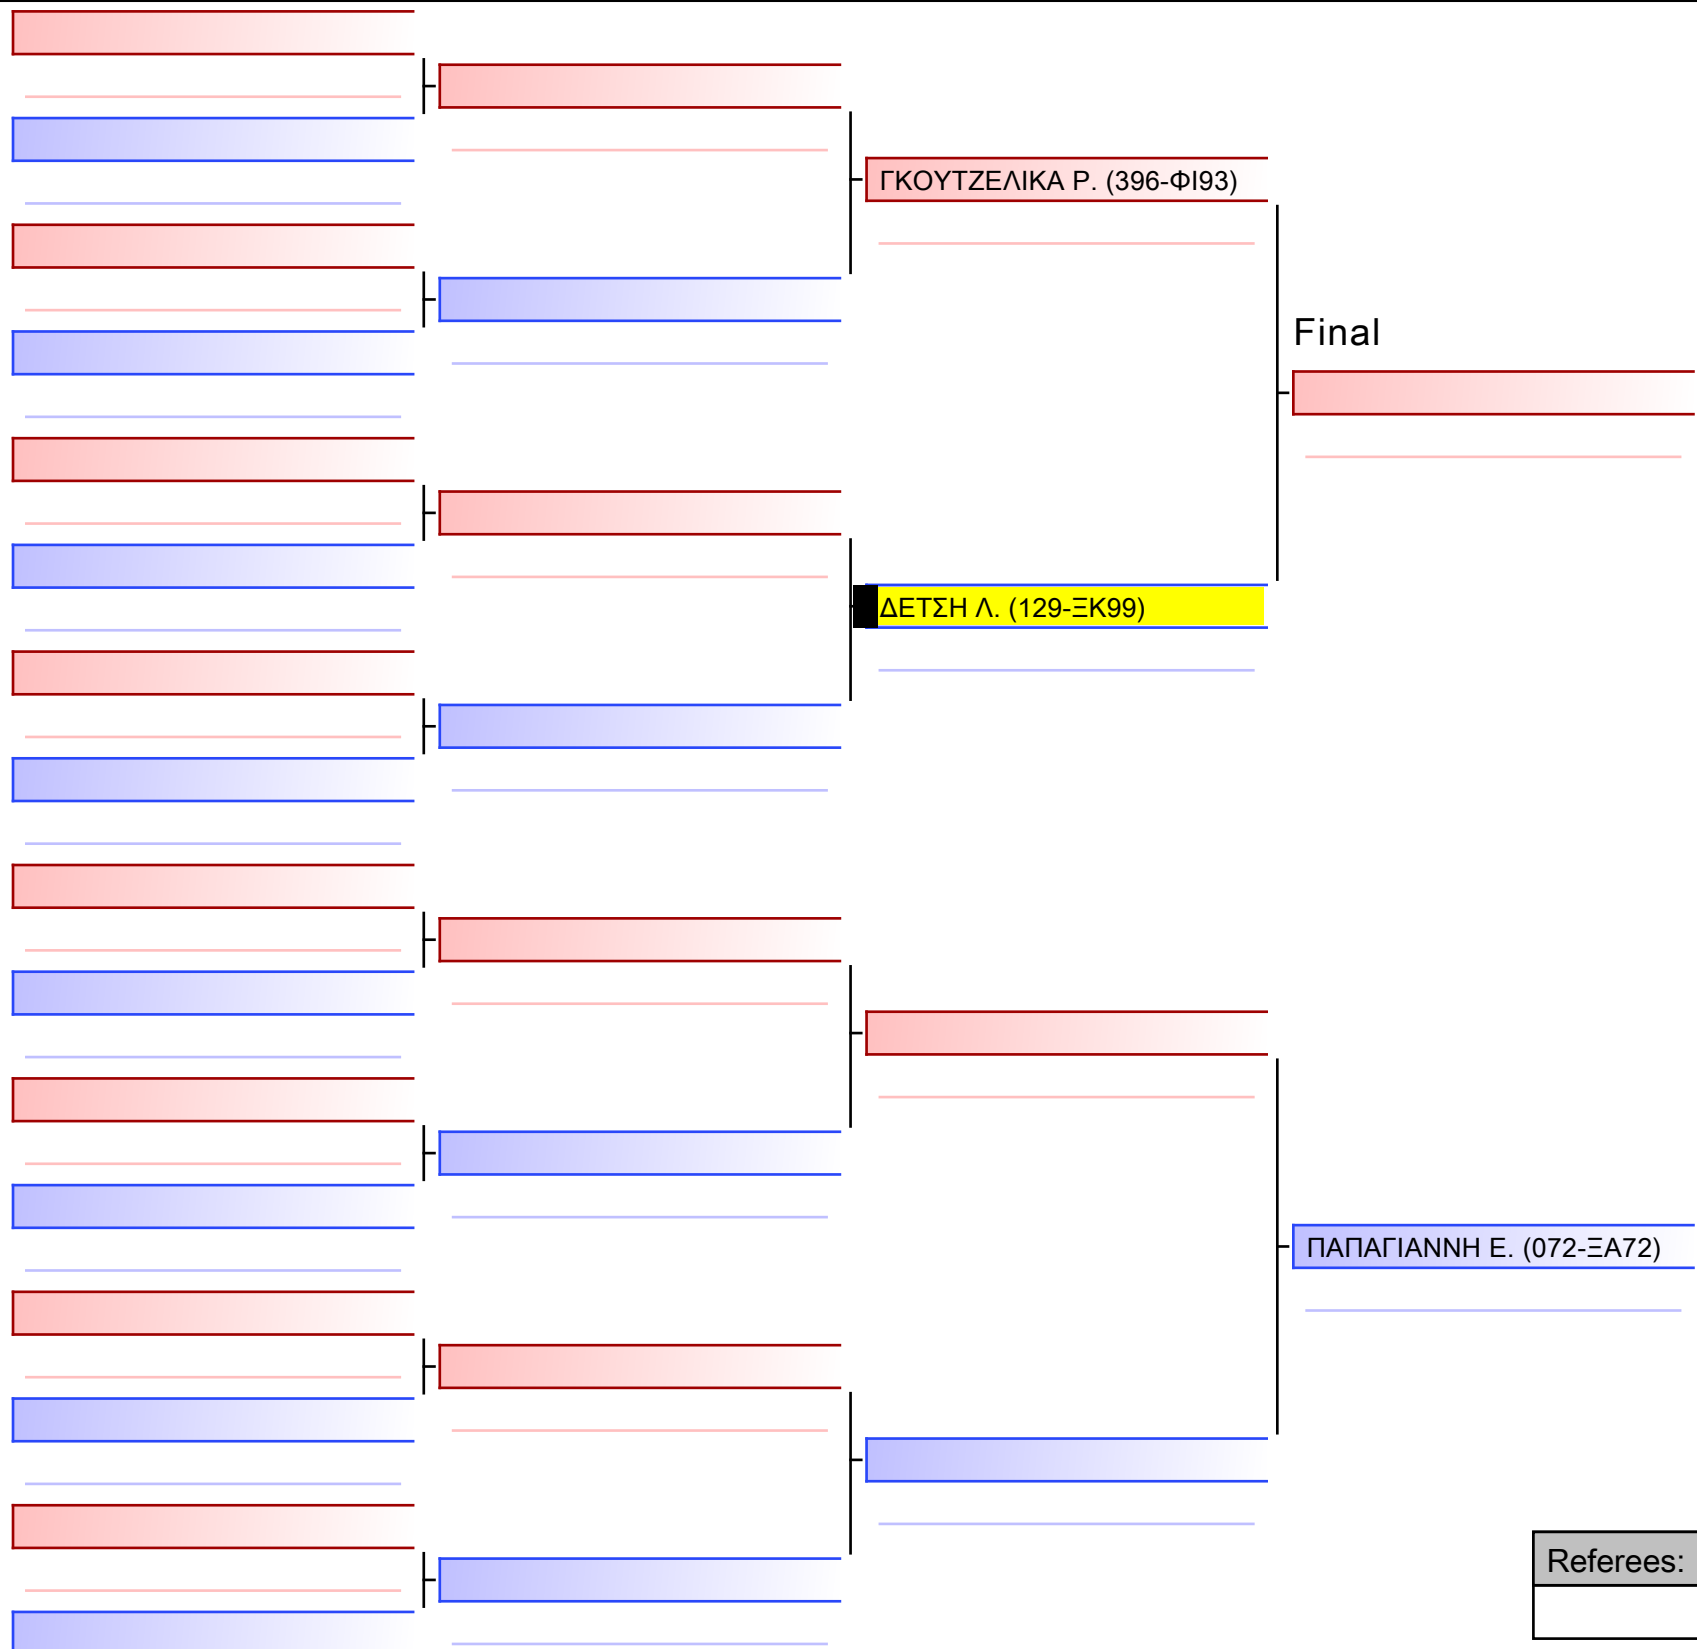 ΓΚΟΥΤΖΕΛΙΚΑ Ρ. (396-ΦΙ93)
Final
ΔΕΤΣΗ Λ. (129-ΞΚ99)
ΠΑΠΑΓΙΑΝΝΗ Ε. (072-ΞΑ72)
Referees: